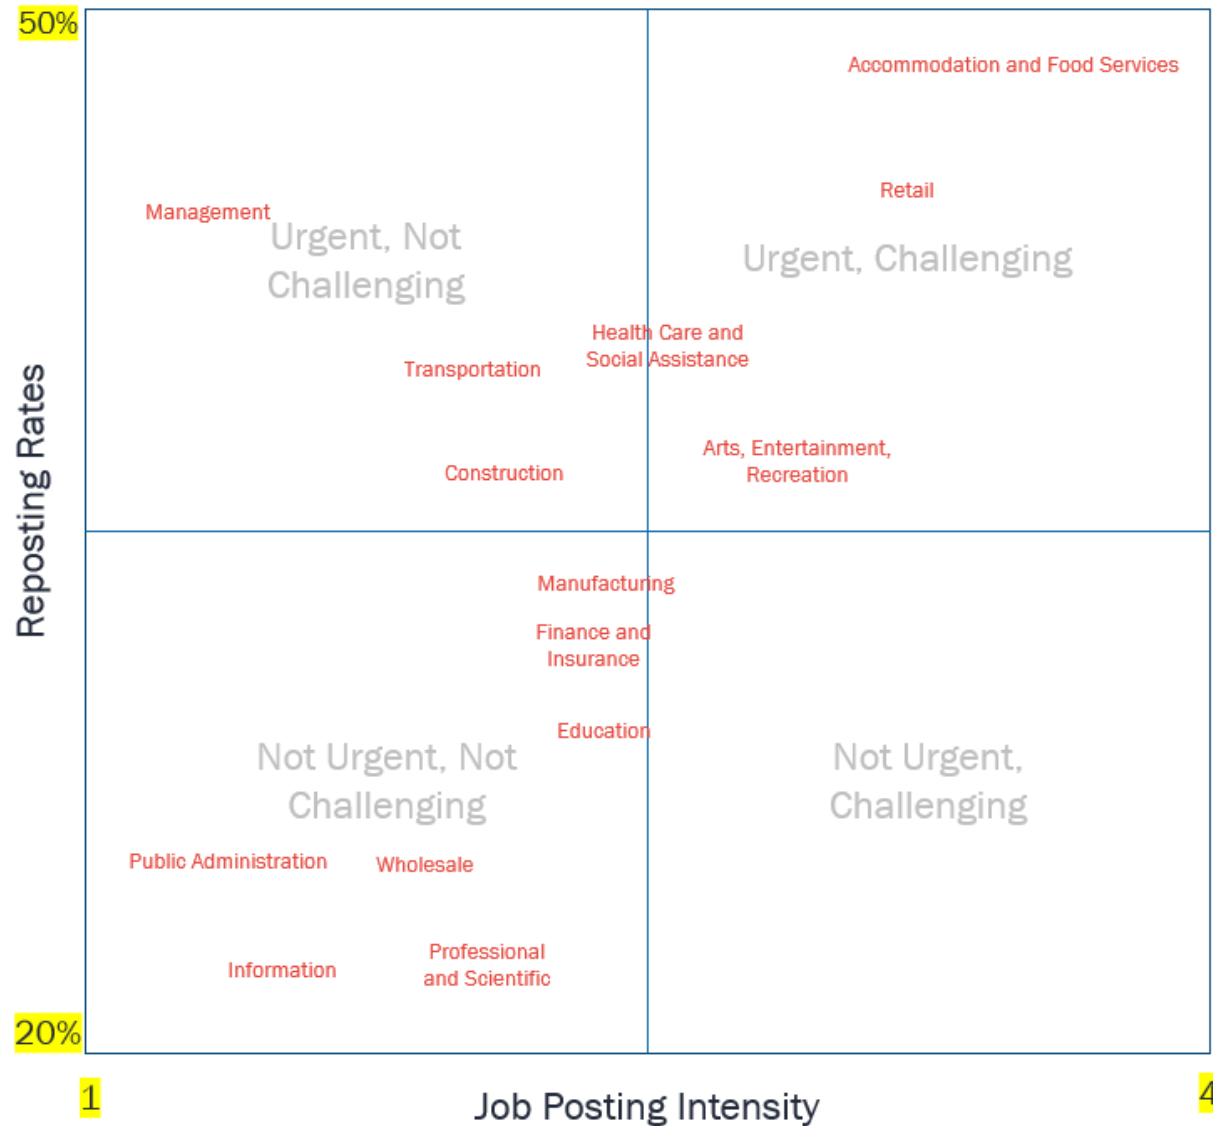 50%
Accommodation and Food Services
Retail
Management
Urgent, Not
Challenging
Urgent, Challenging
Health Care and
Social Assistance
Transportation
Arts, Entertainment,
Recreation
Construction
Reposting Rates
Manufacturing
Finance and
Insurance
Education
Not Urgent, Not
Challenging
Not Urgent,
Challenging
Public Administration
Wholesale
Professional
and Scientific
Information
20%
1
Job Posting Intensity
4